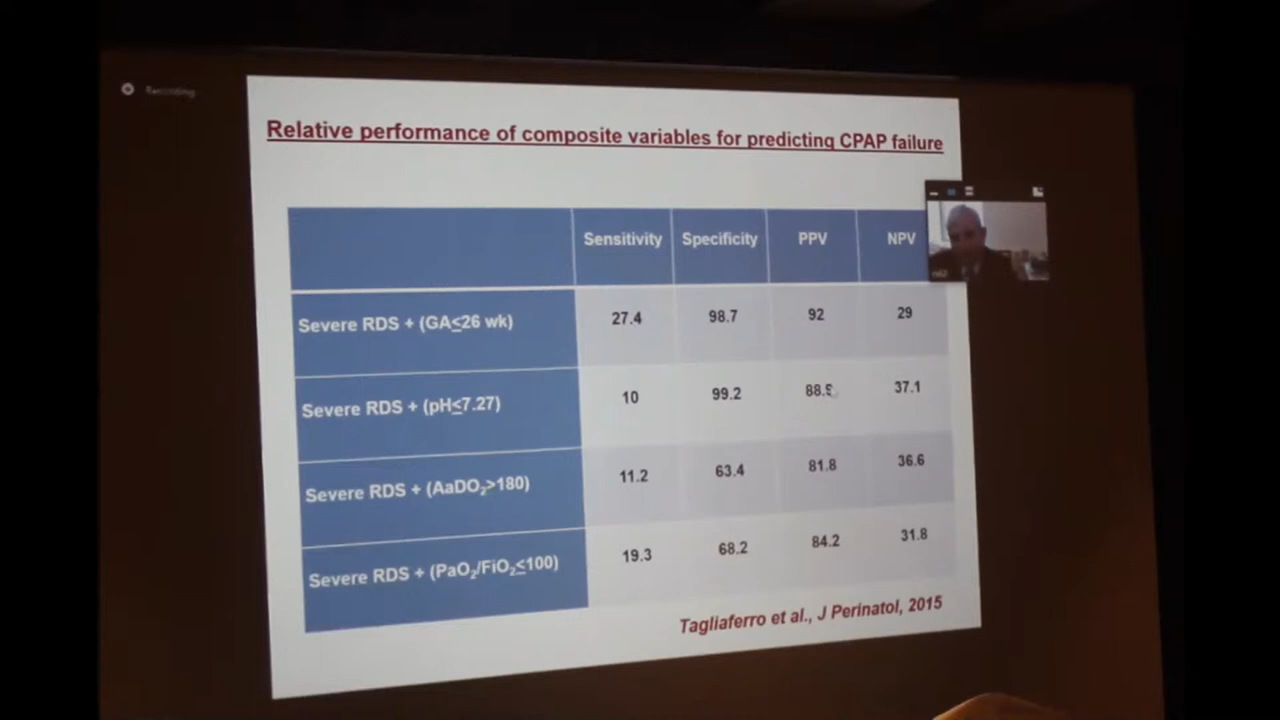 Recording
Relative performance of composite variables for predicting CPAP failure
Sensitivity Specificity PPV NPV
Severe RDS + (GA≤26 wk) 27.4 98.7 92 29
Severe RDS + (pH≤7.27) 10 99.2 37.1
Severe RDS + (AaDO₂>180) 11.2 63.4 81.8 36.6
Severe RDS + (PaO₂/FiO₂≤100) 19.3 68.2 84.2 31.8
Tagliaferro et al., J Perinatol, 2015